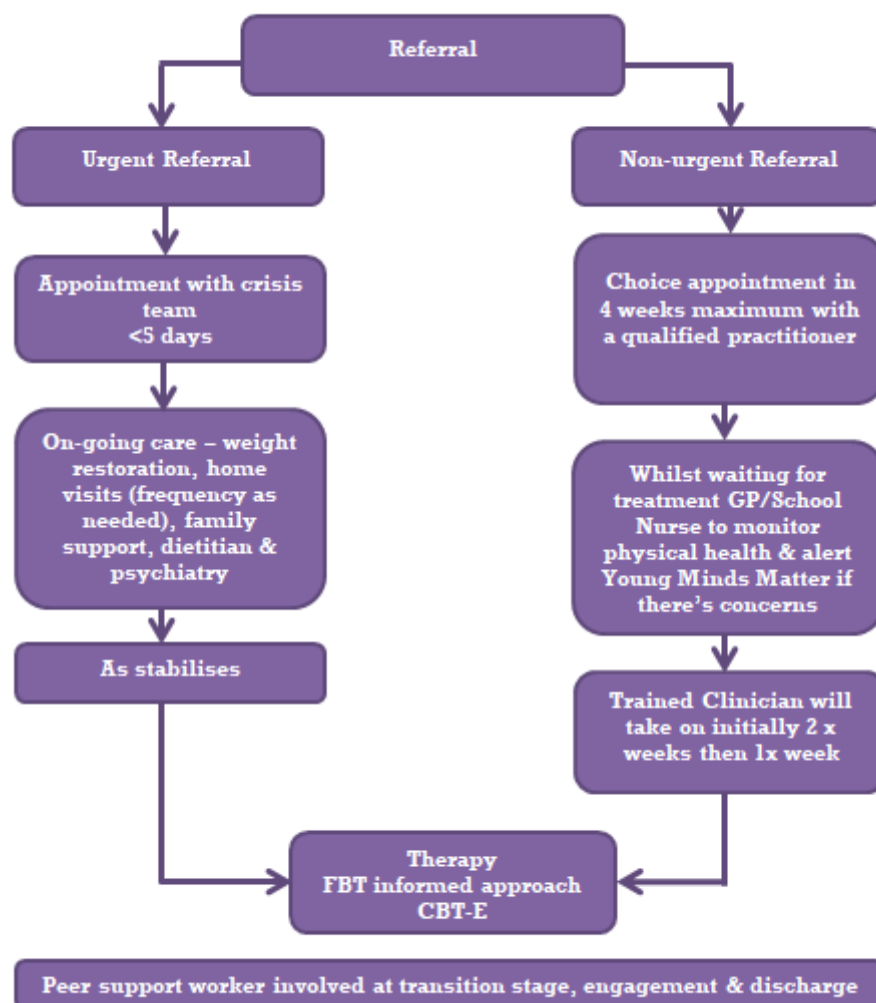 Referral
Urgent Referral
Non-urgent Referral
Appointment with crisis
team
<5 days
Choice appointment in
4 weeks maximum with
a qualified practitioner
On-going care – weight
restoration, home
visits (frequency as
needed), family
support, dietitian &
psychiatry
Whilst waiting for
treatment GP/School
Nurse to monitor
physical health & alert
Young Minds Matter if
there’s concerns
As stabilises
Trained Clinician will
take on initially 2 x
weeks then 1x week
Therapy
FBT informed approach
CBT-E
Peer support worker involved at transition stage, engagement & discharge